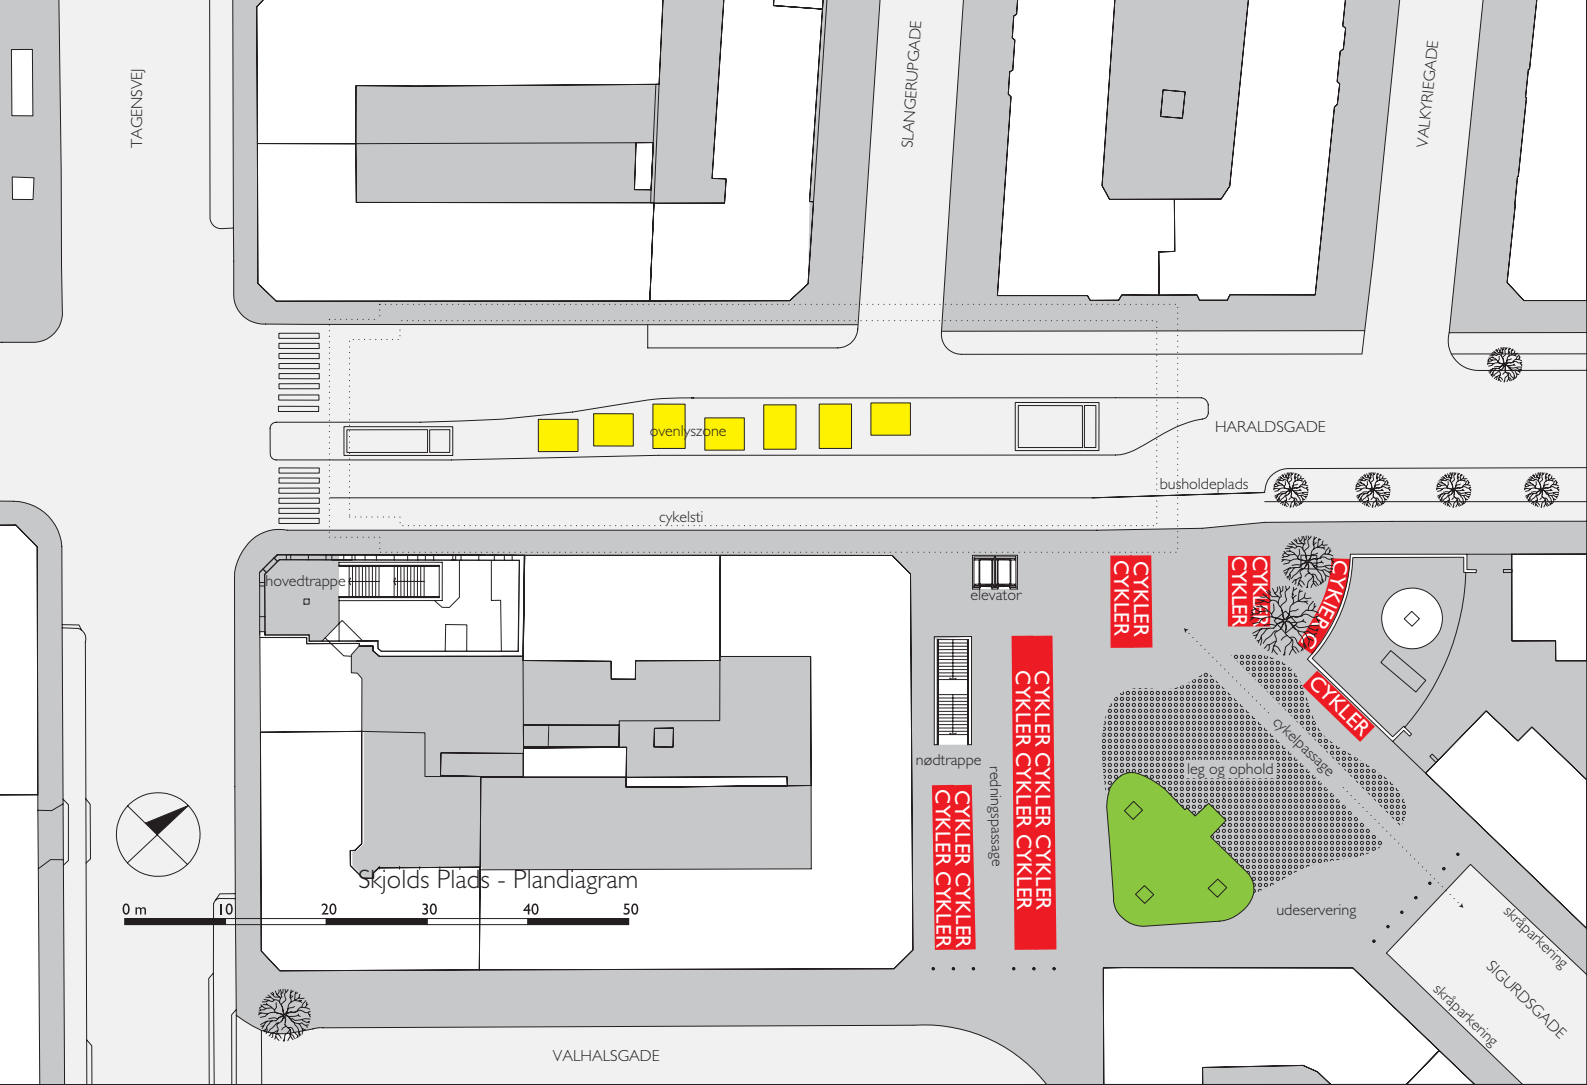 TAGENSVEJ
SLANGERUPGADE
VALKYRIEGADE
ovenlyszone
HARALDSGADE
busholdeplads
cykelsti
hovedtrappe
elevator
CYKLER
CYKLER
CYKLER
CYKLER
CYKLER C
CYKLER
nødtrappe
redningspassage
CYKLER CYKLER CYKLER
CYKLER CYKLER CYKLER
CYKLER CYKLER
CYKLER CYKLER
cykelpassage
leg og ophold
udeservering
Skjolds Plads - Plandiagram
0 m 10 20 30 40 50
skråparkering
SIGURDSGADE
skråparkering
VALHALSGADE